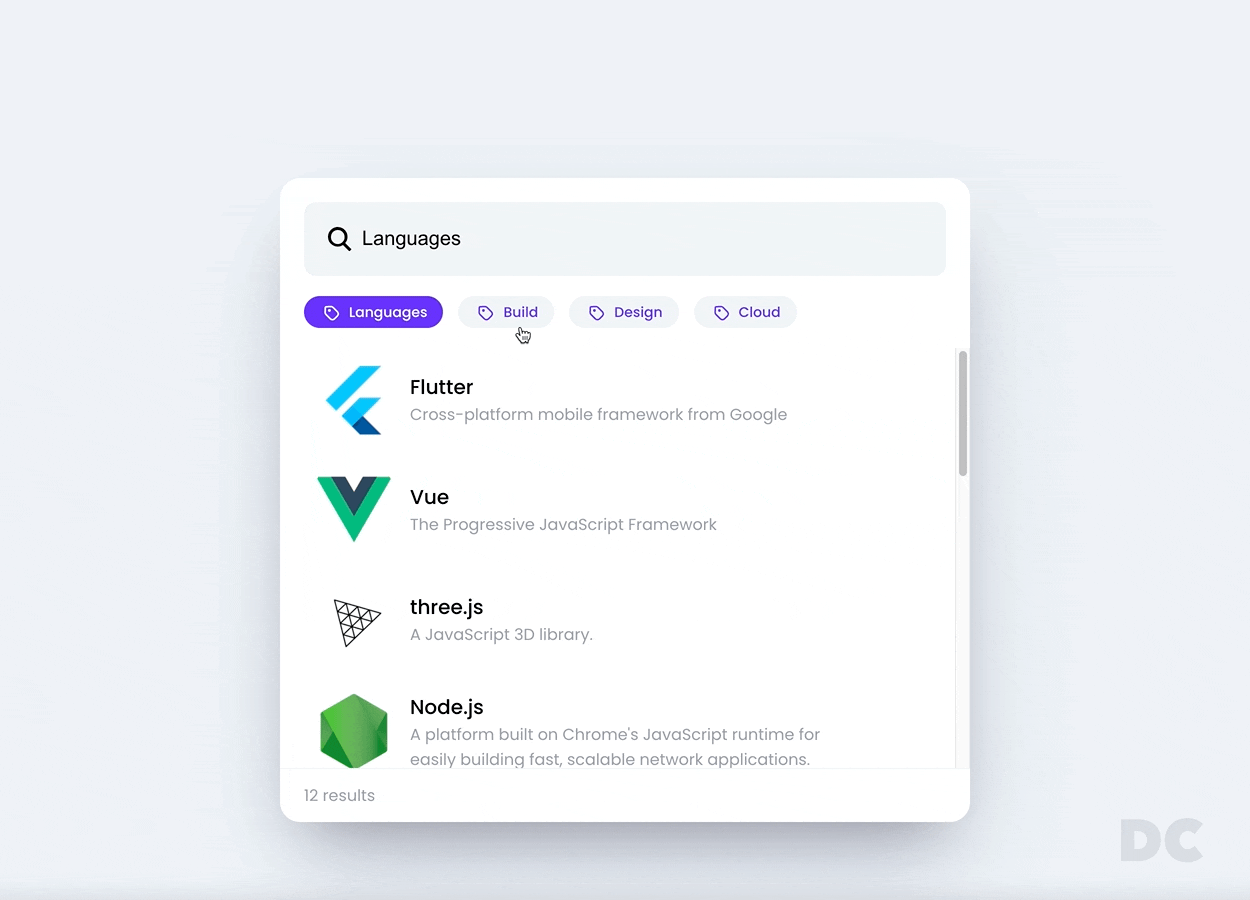 Languages
Languages Build Design Cloud
Flutter
Cross-platform mobile framework from Google
Vue
The Progressive JavaScript Framework
three.js
A JavaScript 3D library.
Node.js
A platform built on Chrome's JavaScript runtime for
easily building fast, scalable network applications.
12 results
DC